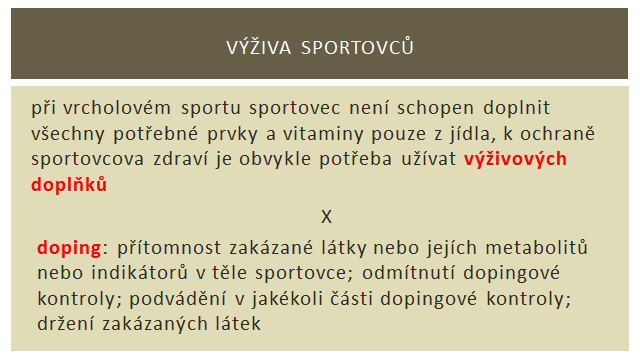 VÝŽIVA SPORTOVCŮ
při vrcholovém sportu sportovec není schopen doplnit
všechny potřebné prvky a vitaminy pouze z jídla, k ochraně
sportovcova zdraví je obvykle potřeba užívat výživových
doplňků
X
doping: přítomnost zakázané látky nebo jejích metabolitů
nebo indikátorů v těle sportovce; odmítnutí dopingové
kontroly; podvádění v jakékoli části dopingové kontroly;
držení zakázaných látek